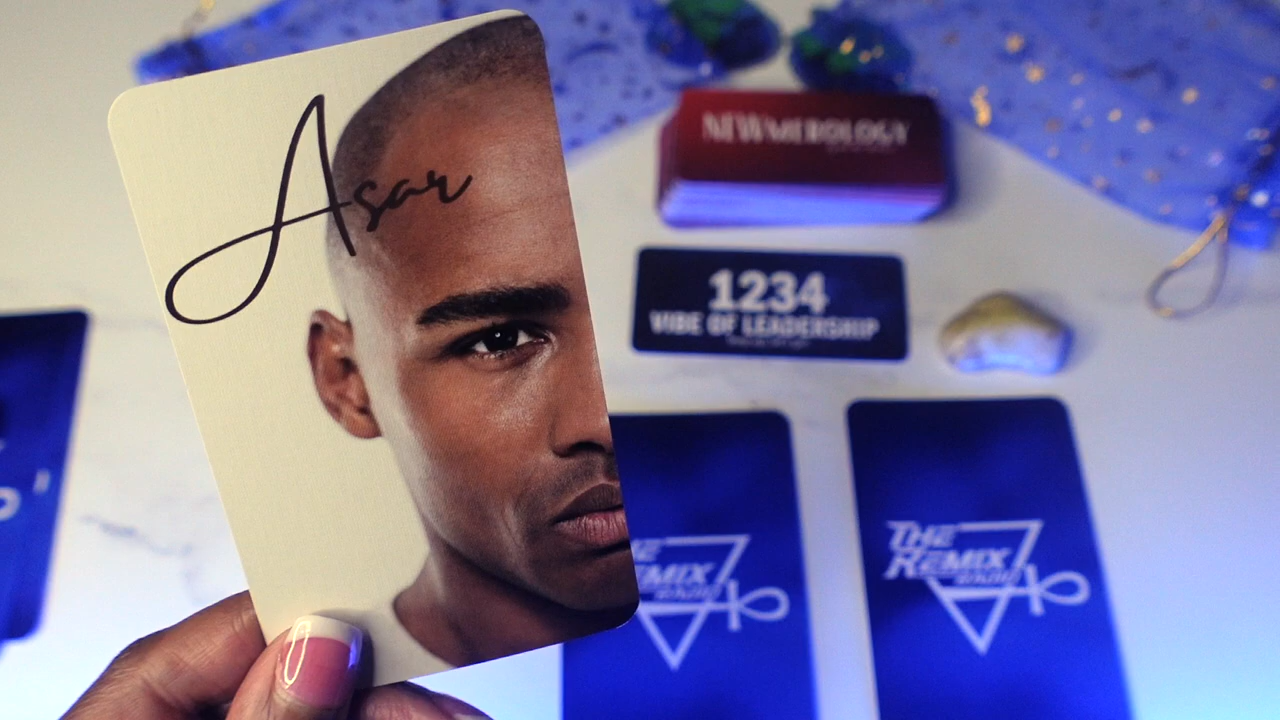 Asar
NEWMEROLOGY
1234
VIBE OF LEADERSHIP
THE
REMIX
THE
REMIX